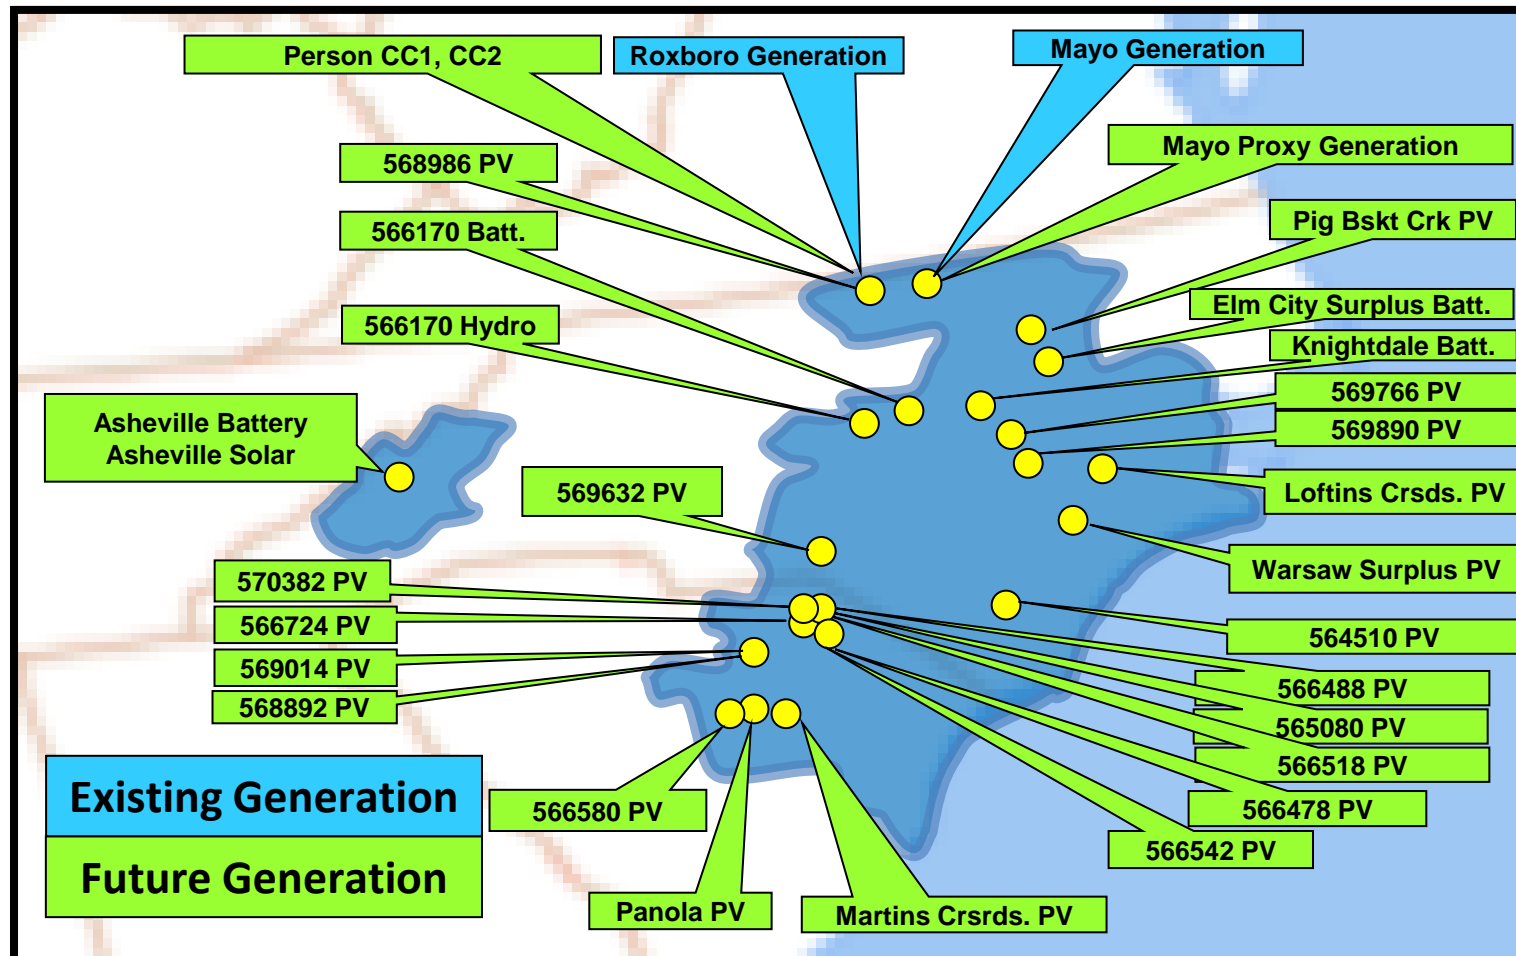 Person CC1, CC2
Roxboro Generation
Mayo Generation
568986 PV
Mayo Proxy Generation
566170 Batt.
Pig Bskt Crk PV
566170 Hydro
Elm City Surplus Batt.
Knightdale Batt.
569766 PV
569890 PV
Asheville Battery
Asheville Solar
569632 PV
Loftins Crsds. PV
Warsaw Surplus PV
570382 PV
566724 PV
569014 PV
568892 PV
564510 PV
566488 PV
565080 PV
566518 PV
566478 PV
566542 PV
566580 PV
Panola PV
Martins Crsrds. PV
Existing Generation
Future Generation